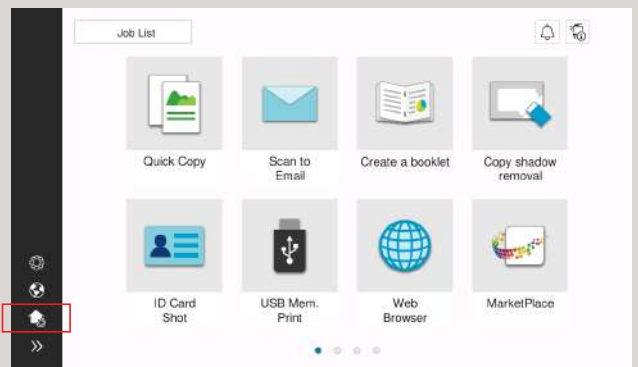 Job List
Quick Copy
Scan to
Email
Create a booklet
Copy shadow
removal
ID Card
Shot
USB Mem.
Print
Web
Browser
MarketPlace